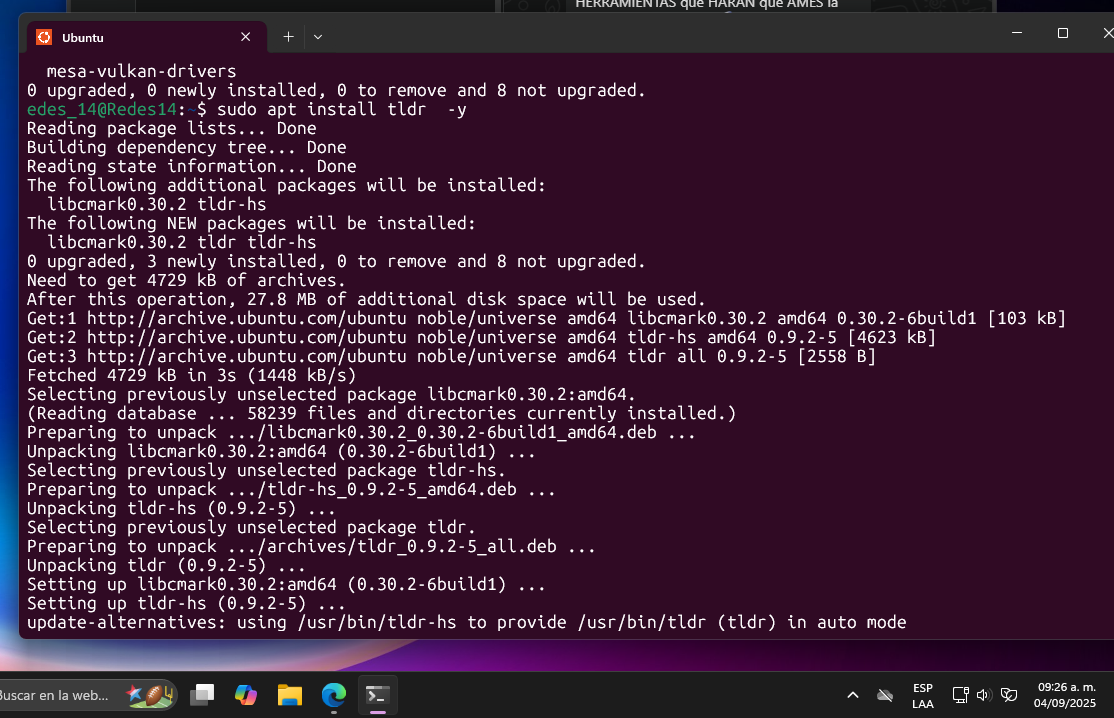 HERRAMIENTAS que HARÁN que AMES la
Ubuntu
mesa-vulkan-drivers
0 upgraded, 0 newly installed, 0 to remove and 8 not upgraded.
edes_14@Redes14:~$ sudo apt install tldr  -y
Reading package lists... Done
Building dependency tree... Done
Reading state information... Done
The following additional packages will be installed:
  libcmark0.30.2 tldr-hs
The following NEW packages will be installed:
  libcmark0.30.2 tldr tldr-hs
0 upgraded, 3 newly installed, 0 to remove and 8 not upgraded.
Need to get 4729 kB of archives.
After this operation, 27.8 MB of additional disk space will be used.
Get:1 http://archive.ubuntu.com/ubuntu noble/universe amd64 libcmark0.30.2 amd64 0.30.2-6build1 [103 kB]
Get:2 http://archive.ubuntu.com/ubuntu noble/universe amd64 tldr-hs amd64 0.9.2-5 [4623 kB]
Get:3 http://archive.ubuntu.com/ubuntu noble/universe amd64 tldr all 0.9.2-5 [2558 B]
Fetched 4729 kB in 3s (1448 kB/s)
Selecting previously unselected package libcmark0.30.2:amd64.
(Reading database ... 58239 files and directories currently installed.)
Preparing to unpack .../libcmark0.30.2_0.30.2-6build1_amd64.deb ...
Unpacking libcmark0.30.2:amd64 (0.30.2-6build1) ...
Selecting previously unselected package tldr-hs.
Preparing to unpack .../tldr-hs_0.9.2-5_amd64.deb ...
Unpacking tldr-hs (0.9.2-5) ...
Selecting previously unselected package tldr.
Preparing to unpack .../archives/tldr_0.9.2-5_all.deb ...
Unpacking tldr (0.9.2-5) ...
Setting up libcmark0.30.2:amd64 (0.30.2-6build1) ...
Setting up tldr-hs (0.9.2-5) ...
update-alternatives: using /usr/bin/tldr-hs to provide /usr/bin/tldr (tldr) in auto mode
Buscar en la web...
ESP
LAA
09:26 a. m.
04/09/2025